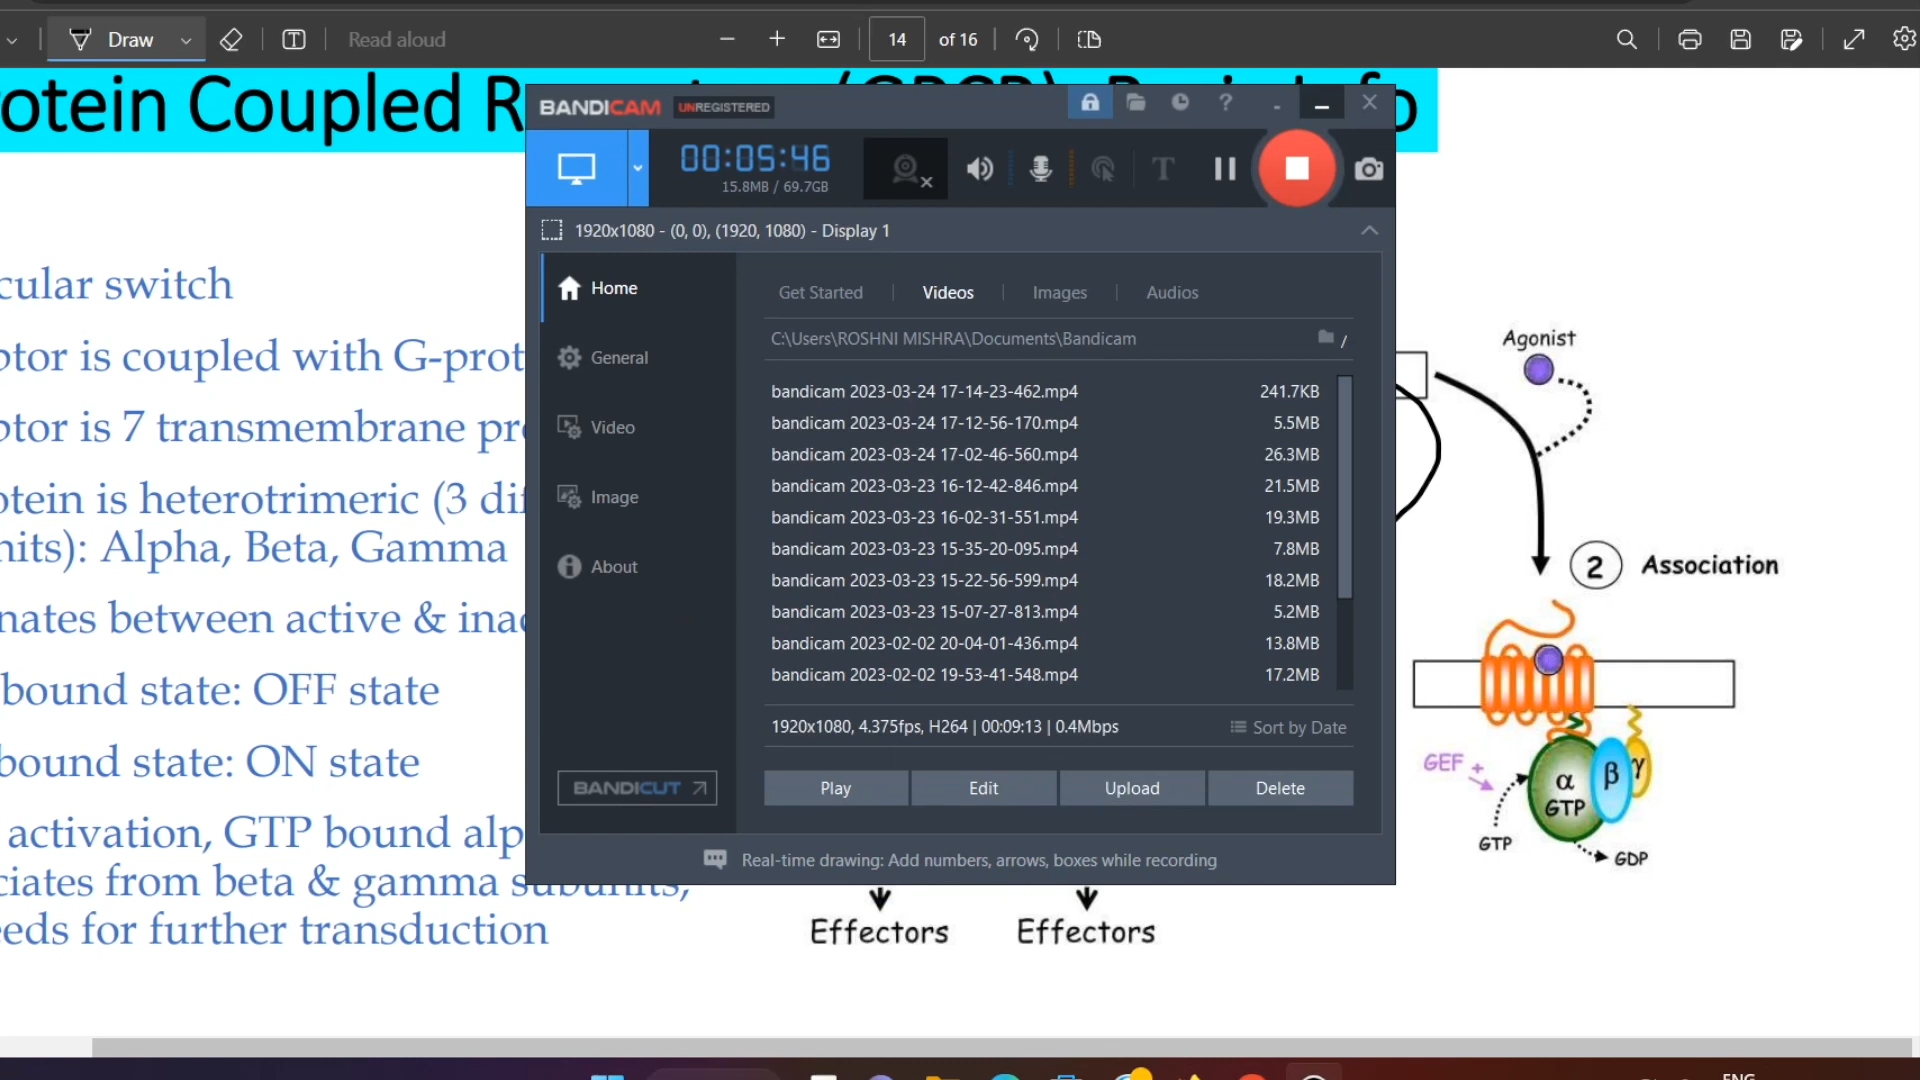 Draw
Read aloud
14
of 16
otein Coupled R
BANDICAM UNREGISTERED
00:05:46
15.8MB / 69.7GB
1920x1080 - (0, 0), (1920, 1080) - Display 1
Home
General
Video
Image
About
BANDICUT
Get Started
Videos
Images
Audios
C:\Users\ROSHNI MISHRA\Documents\Bandicam
/
bandicam 2023-03-24 17-14-23-462.mp4 241.7KB
bandicam 2023-03-24 17-12-56-170.mp4 5.5MB
bandicam 2023-03-24 17-02-46-560.mp4 26.3MB
bandicam 2023-03-23 16-12-42-846.mp4 21.5MB
bandicam 2023-03-23 16-02-31-551.mp4 19.3MB
bandicam 2023-03-23 15-35-20-095.mp4 7.8MB
bandicam 2023-03-23 15-22-56-599.mp4 18.2MB
bandicam 2023-03-23 15-07-27-813.mp4 5.2MB
bandicam 2023-02-02 20-04-01-436.mp4 13.8MB
bandicam 2023-02-02 19-53-41-548.mp4 17.2MB
1920x1080, 4.375fps, H264 | 00:09:13 | 0.4Mbps
Sort by Date
Play
Edit
Upload
Delete
Real-time drawing: Add numbers, arrows, boxes while recording
cular switch
ptor is coupled with G-prot
ptor is 7 transmembrane pr
otein is heterotrimeric (3 di
nits): Alpha, Beta, Gamma
nates between active & ina
bound state: OFF state
bound state: ON state
activation, GTP bound alp
ciates from beta & gamma subunits,
eeds for further transduction
Agonist
2 Association
GEF +
α
GTP
β
γ
GTP
GDP
Effectors
Effectors
ENG